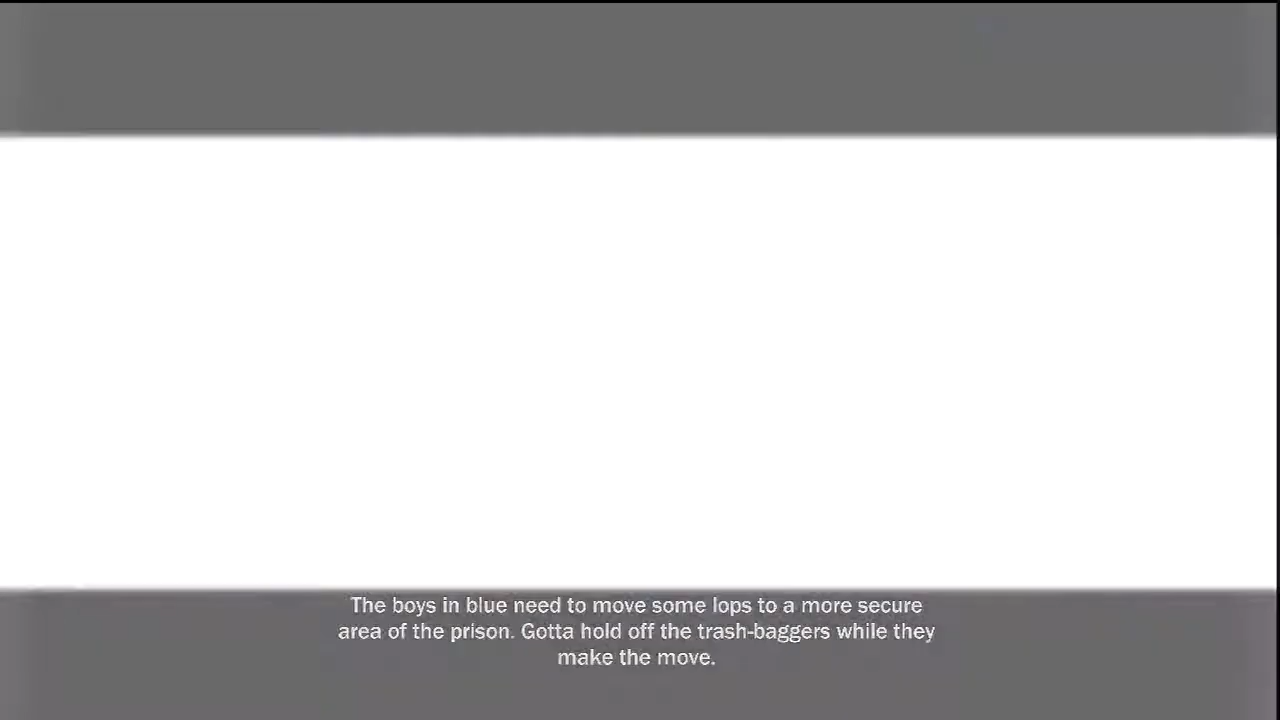 The boys in blue need to move some lops to a more secure
area of the prison. Gotta hold off the trash-baggers while they
make the move.